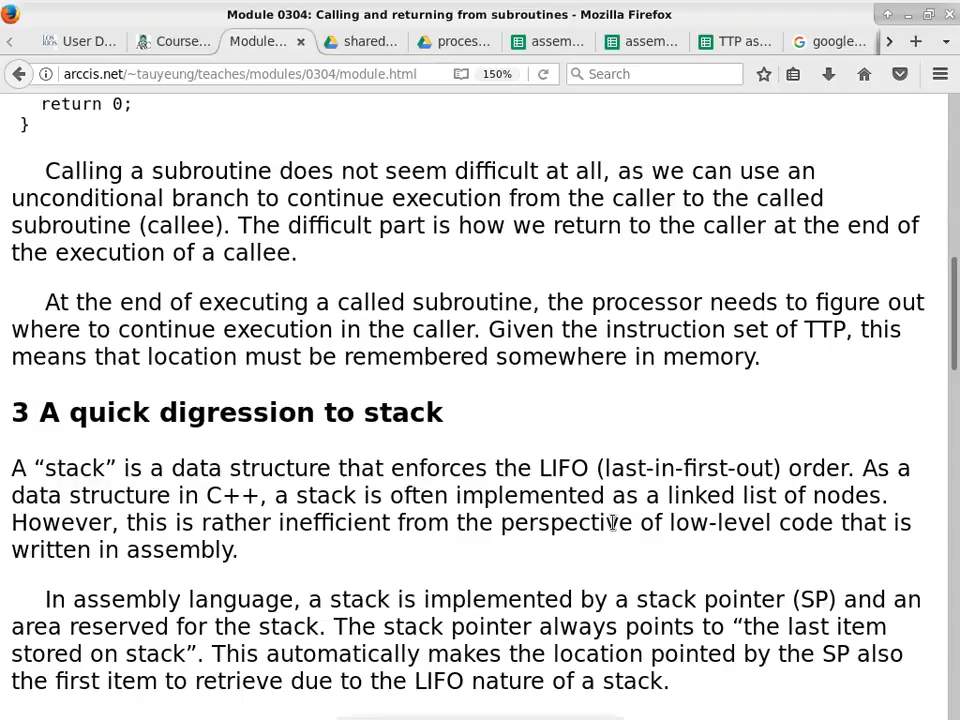 Module 0304: Calling and returning from subroutines - Mozilla Firefox
User D...
Course...
Module...
shared...
proces...
assem...
assem...
TTP as...
google...
arccis.net/~tauyeung/teaches/modules/0304/module.html
150%
Search
return 0;
}
Calling a subroutine does not seem difficult at all, as we can use an
unconditional branch to continue execution from the caller to the called
subroutine (callee). The difficult part is how we return to the caller at the end of
the execution of a callee.
At the end of executing a called subroutine, the processor needs to figure out
where to continue execution in the caller. Given the instruction set of TTP, this
means that location must be remembered somewhere in memory.
3 A quick digression to stack
A “stack” is a data structure that enforces the LIFO (last-in-first-out) order. As a
data structure in C++, a stack is often implemented as a linked list of nodes.
However, this is rather inefficient from the perspective of low-level code that is
written in assembly.
In assembly language, a stack is implemented by a stack pointer (SP) and an
area reserved for the stack. The stack pointer always points to “the last item
stored on stack”. This automatically makes the location pointed by the SP also
the first item to retrieve due to the LIFO nature of a stack.